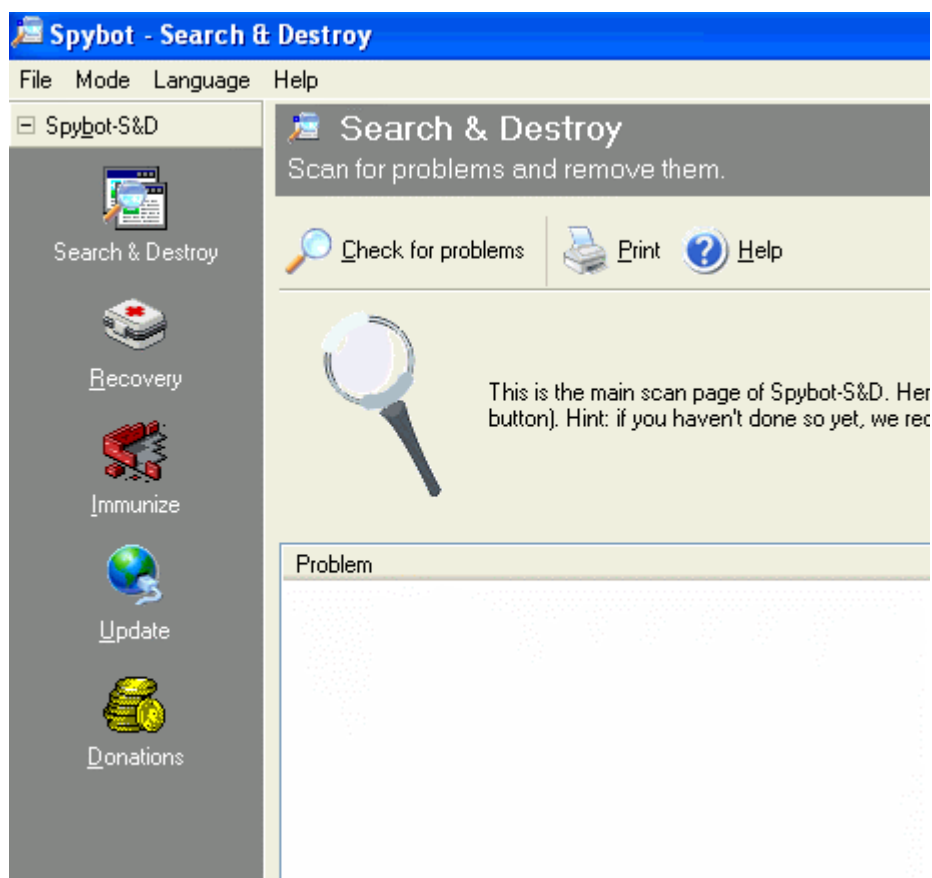 Spybot - Search & Destroy
File Mode Language Help
Spybot-S&D
Search & Destroy
Recovery
Immunize
Update
Donations
Search & Destroy
Scan for problems and remove them.
Check for problems Print Help
This is the main scan page of Spybot-S&D. Her
button). Hint: if you haven't done so yet, we rec
Problem